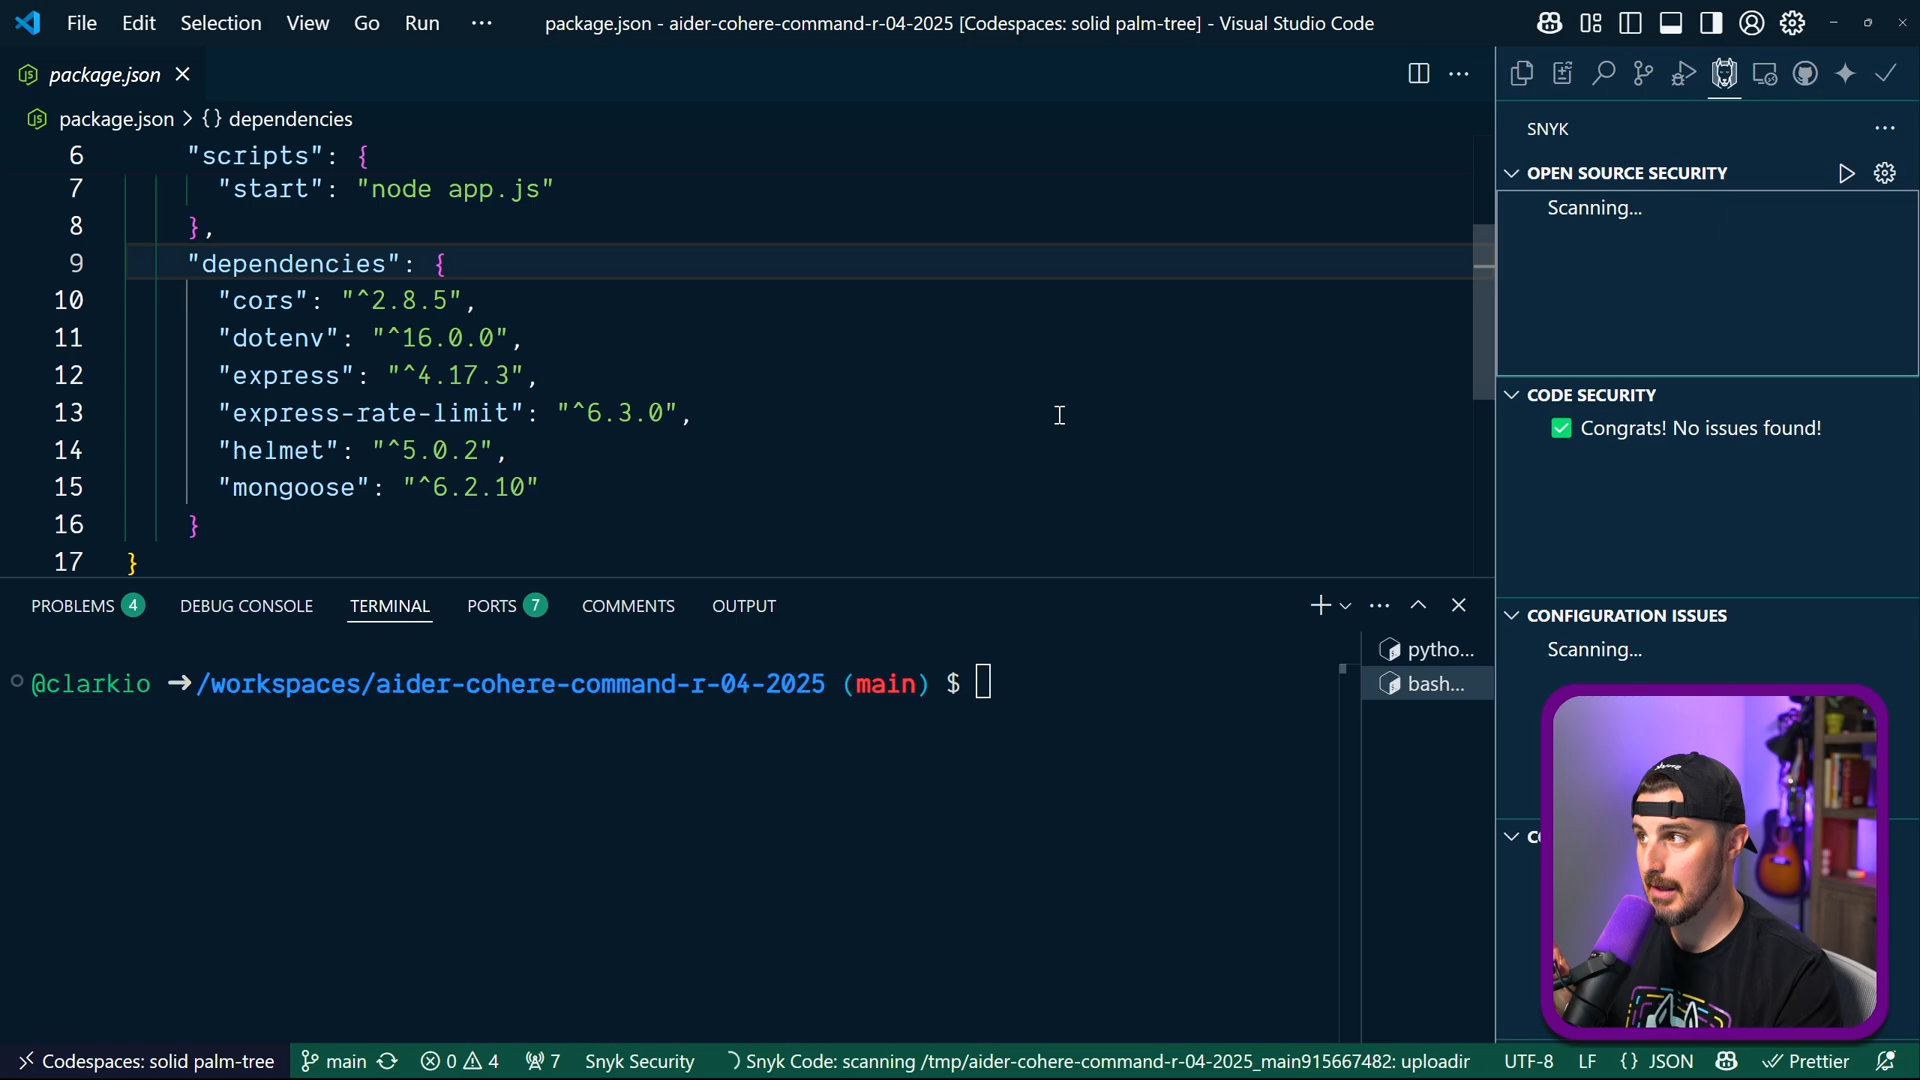 File Edit Selection View Go Run ···
package.json - aider-cohere-command-r-04-2025 [Codespaces: solid palm-tree] - Visual Studio Code
package.json
package.json > {} dependencies
6 "scripts": {
7 "start": "node app.js"
8 },
9 "dependencies": {
10 "cors": "^2.8.5",
11 "dotenv": "^16.0.0",
12 "express": "^4.17.3",
13 "express-rate-limit": "^6.3.0",
14 "helmet": "^5.0.2",
15 "mongoose": "^6.2.10"
16 }
17 }
PROBLEMS 4 DEBUG CONSOLE TERMINAL PORTS 7 COMMENTS OUTPUT
@clarkio ➜/workspaces/aider-cohere-command-r-04-2025 (main) $
pytho...
bash...
SNYK
OPEN SOURCE SECURITY
Scanning...
CODE SECURITY
Congrats! No issues found!
CONFIGURATION ISSUES
Scanning...
Codespaces: solid palm-tree main 0 4 7 Snyk Security Snyk Code: scanning /tmp/aider-cohere-command-r-04-2025_main915667482: uploadir UTF-8 LF {} JSON Prettier